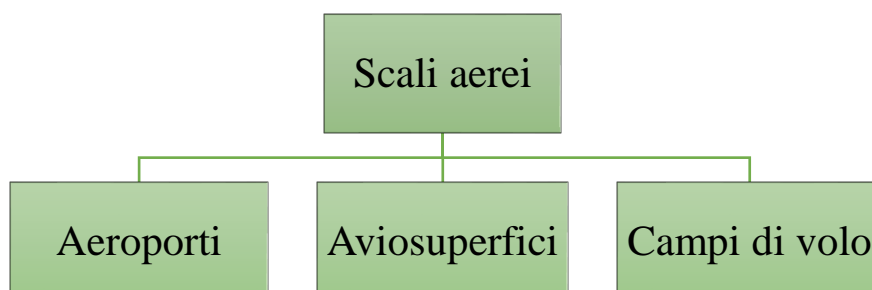 Scali aerei
Aeroporti
Aviosuperfici
Campi di volo